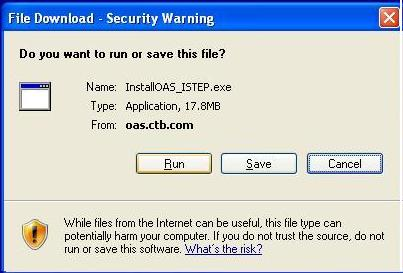 File Download - Security Warning
Do you want to run or save this file?
Name: InstallOAS_ISTEP.exe
Type: Application, 17.8MB
From: oas.ctb.com
Run Save Cancel
While files from the Internet can be useful, this file type can
potentially harm your computer. If you do not trust the source, do not
run or save this software. What's the risk?